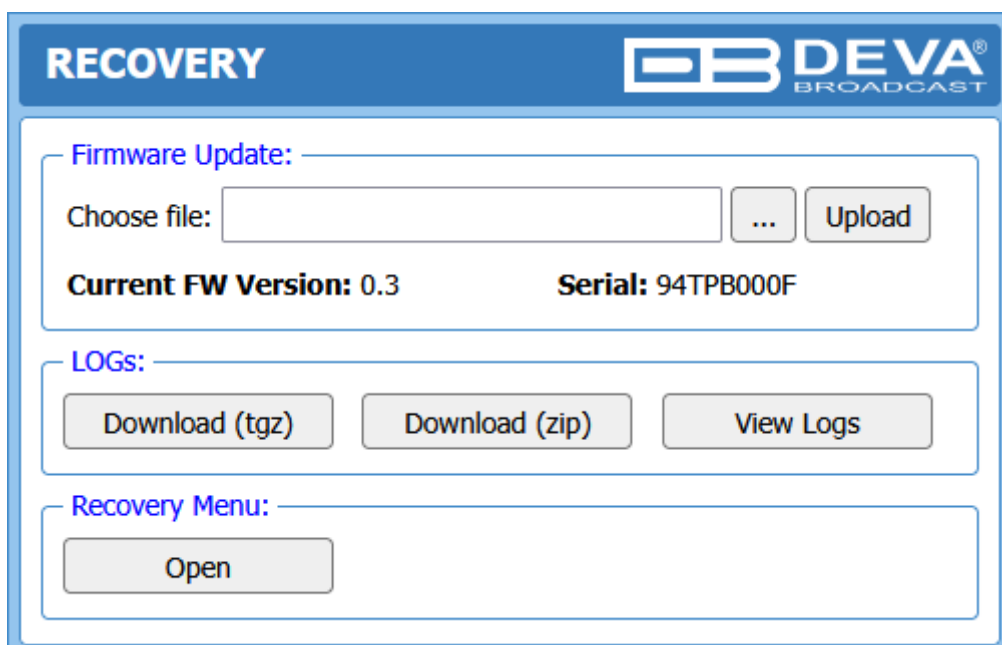 RECOVERY
DEVA®
BROADCAST
Firmware Update:
Choose file: ... Upload
Current FW Version: 0.3 Serial: 94TPB000F
LOGs:
Download (tgz) Download (zip) View Logs
Recovery Menu:
Open